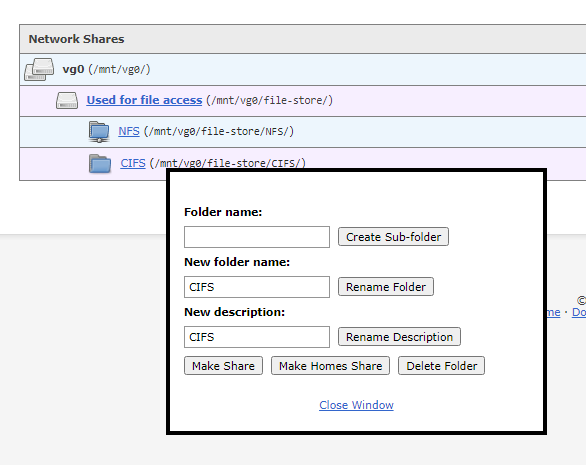 Network Shares
vg0 (/mnt/vg0/)
Used for file access (/mnt/vg0/file-store/)
NFS (/mnt/vg0/file-store/NFS/)
CIFS (/mnt/vg0/file-store/CIFS/)
Folder name:
Create Sub-folder
New folder name:
CIFS Rename Folder
New description:
CIFS Rename Description
Make Share Make Homes Share Delete Folder
Close Window
©
me · Do